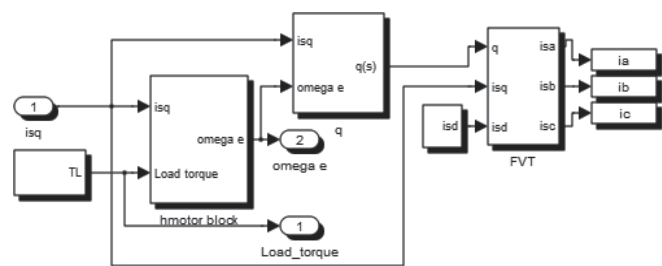 isq
q(s)
omega e
q
q
isa
isq
isb
isd
isc
FVT
ia
ib
ic
isd
1
isq
isq
omega e
Load torque
hmotor block
2
omega e
TL
1
Load_torque